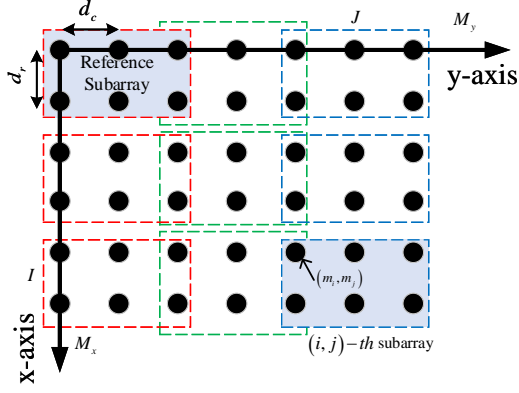 d_c
J
M_y
d_r
Reference
Subarray
y-axis
(m_i, m_j)
I
x-axis
M_x
(i, j)-th subarray